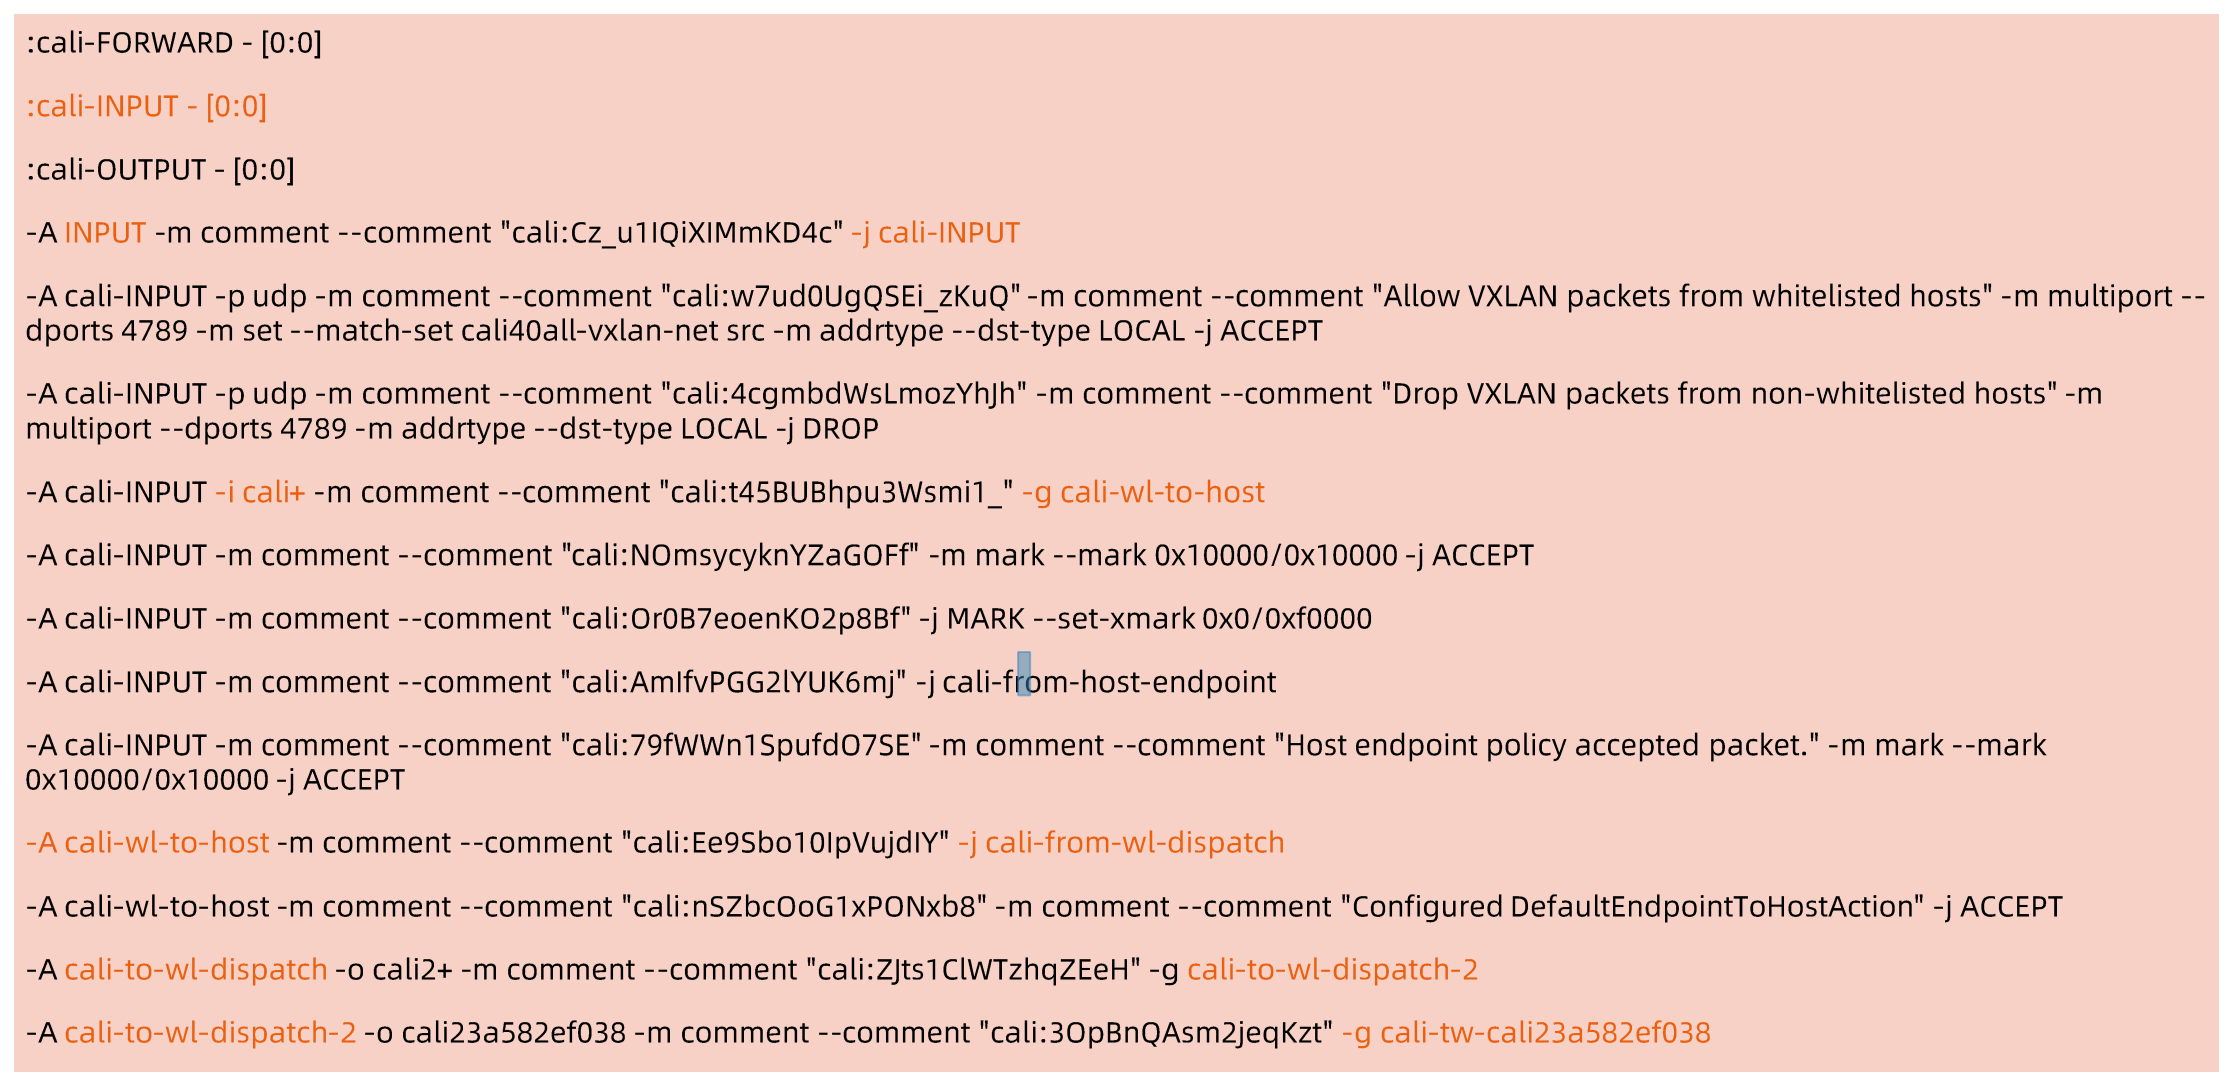 :cali-FORWARD - [0:0]
:cali-INPUT - [0:0]
:cali-OUTPUT - [0:0]
-A INPUT -m comment --comment "cali:Cz_u1IQiXIMmKD4c" -j cali-INPUT
-A cali-INPUT -p udp -m comment --comment "cali:w7ud0UgQSEi_zKuQ" -m comment --comment "Allow VXLAN packets from whitelisted hosts" -m multiport --
dports 4789 -m set --match-set cali40all-vxlan-net src -m addrtype --dst-type LOCAL -j ACCEPT
-A cali-INPUT -p udp -m comment --comment "cali:4cgmbdWsLmozYhJh" -m comment --comment "Drop VXLAN packets from non-whitelisted hosts" -m
multiport --dports 4789 -m addrtype --dst-type LOCAL -j DROP
-A cali-INPUT -i cali+ -m comment --comment "cali:t45BUBhpu3Wsmi1_" -g cali-wl-to-host
-A cali-INPUT -m comment --comment "cali:NOmsycyknYZaGOFf" -m mark --mark 0x10000/0x10000 -j ACCEPT
-A cali-INPUT -m comment --comment "cali:Or0B7eoenKO2p8Bf" -j MARK --set-xmark 0x0/0xf0000
-A cali-INPUT -m comment --comment "cali:AmIfvPGG2lYUK6mj" -j cali-from-host-endpoint
-A cali-INPUT -m comment --comment "cali:79fWWn1SpufdO7SE" -m comment --comment "Host endpoint policy accepted packet." -m mark --mark
0x10000/0x10000 -j ACCEPT
-A cali-wl-to-host -m comment --comment "cali:Ee9Sbo10IpVujdIY" -j cali-from-wl-dispatch
-A cali-wl-to-host -m comment --comment "cali:nSZbcOoG1xPONxb8" -m comment --comment "Configured DefaultEndpointToHostAction" -j ACCEPT
-A cali-to-wl-dispatch -o cali2+ -m comment --comment "cali:ZJts1ClWTzhqZEeH" -g cali-to-wl-dispatch-2
-A cali-to-wl-dispatch-2 -o cali23a582ef038 -m comment --comment "cali:3OpBnQAsm2jeqKzt" -g cali-tw-cali23a582ef038